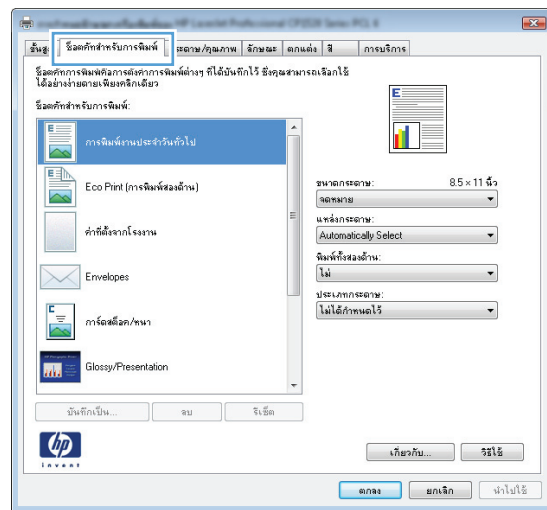 ขั้นสูง
ช็อตคัทสำหรับการพิมพ์
กระดาษ/คุณภาพ
ลักษณะ
ตกแต่ง
สี
การบริการ
ช็อตคัทการพิมพ์คือการตั้งค่าการพิมพ์ต่างๆ ที่ได้บันทึกไว้ ซึ่งคุณสามารถเลือกใช้
ได้อย่างง่ายดายเพียงคลิกเดียว
ช็อตคัทสำหรับการพิมพ์:
การพิมพ์งานประจำวันทั่วไป
Eco Print (การพิมพ์สองด้าน)
ค่าที่ตั้งจากโรงงาน
Envelopes
การ์ดสต็อค/หนา
Glossy/Presentation
ขนาดกระดาษ: 8.5 × 11 นิ้ว
จดหมาย
แหล่งกระดาษ:
Automatically Select
พิมพ์ทั้งสองด้าน:
ไม่
ประเภทกระดาษ:
ไม่ได้กำหนดไว้
บันทึกเป็น...
ลบ
รีเซ็ต
hp
invent
เกี่ยวกับ...
วิธีใช้
ตกลง
ยกเลิก
นำไปใช้